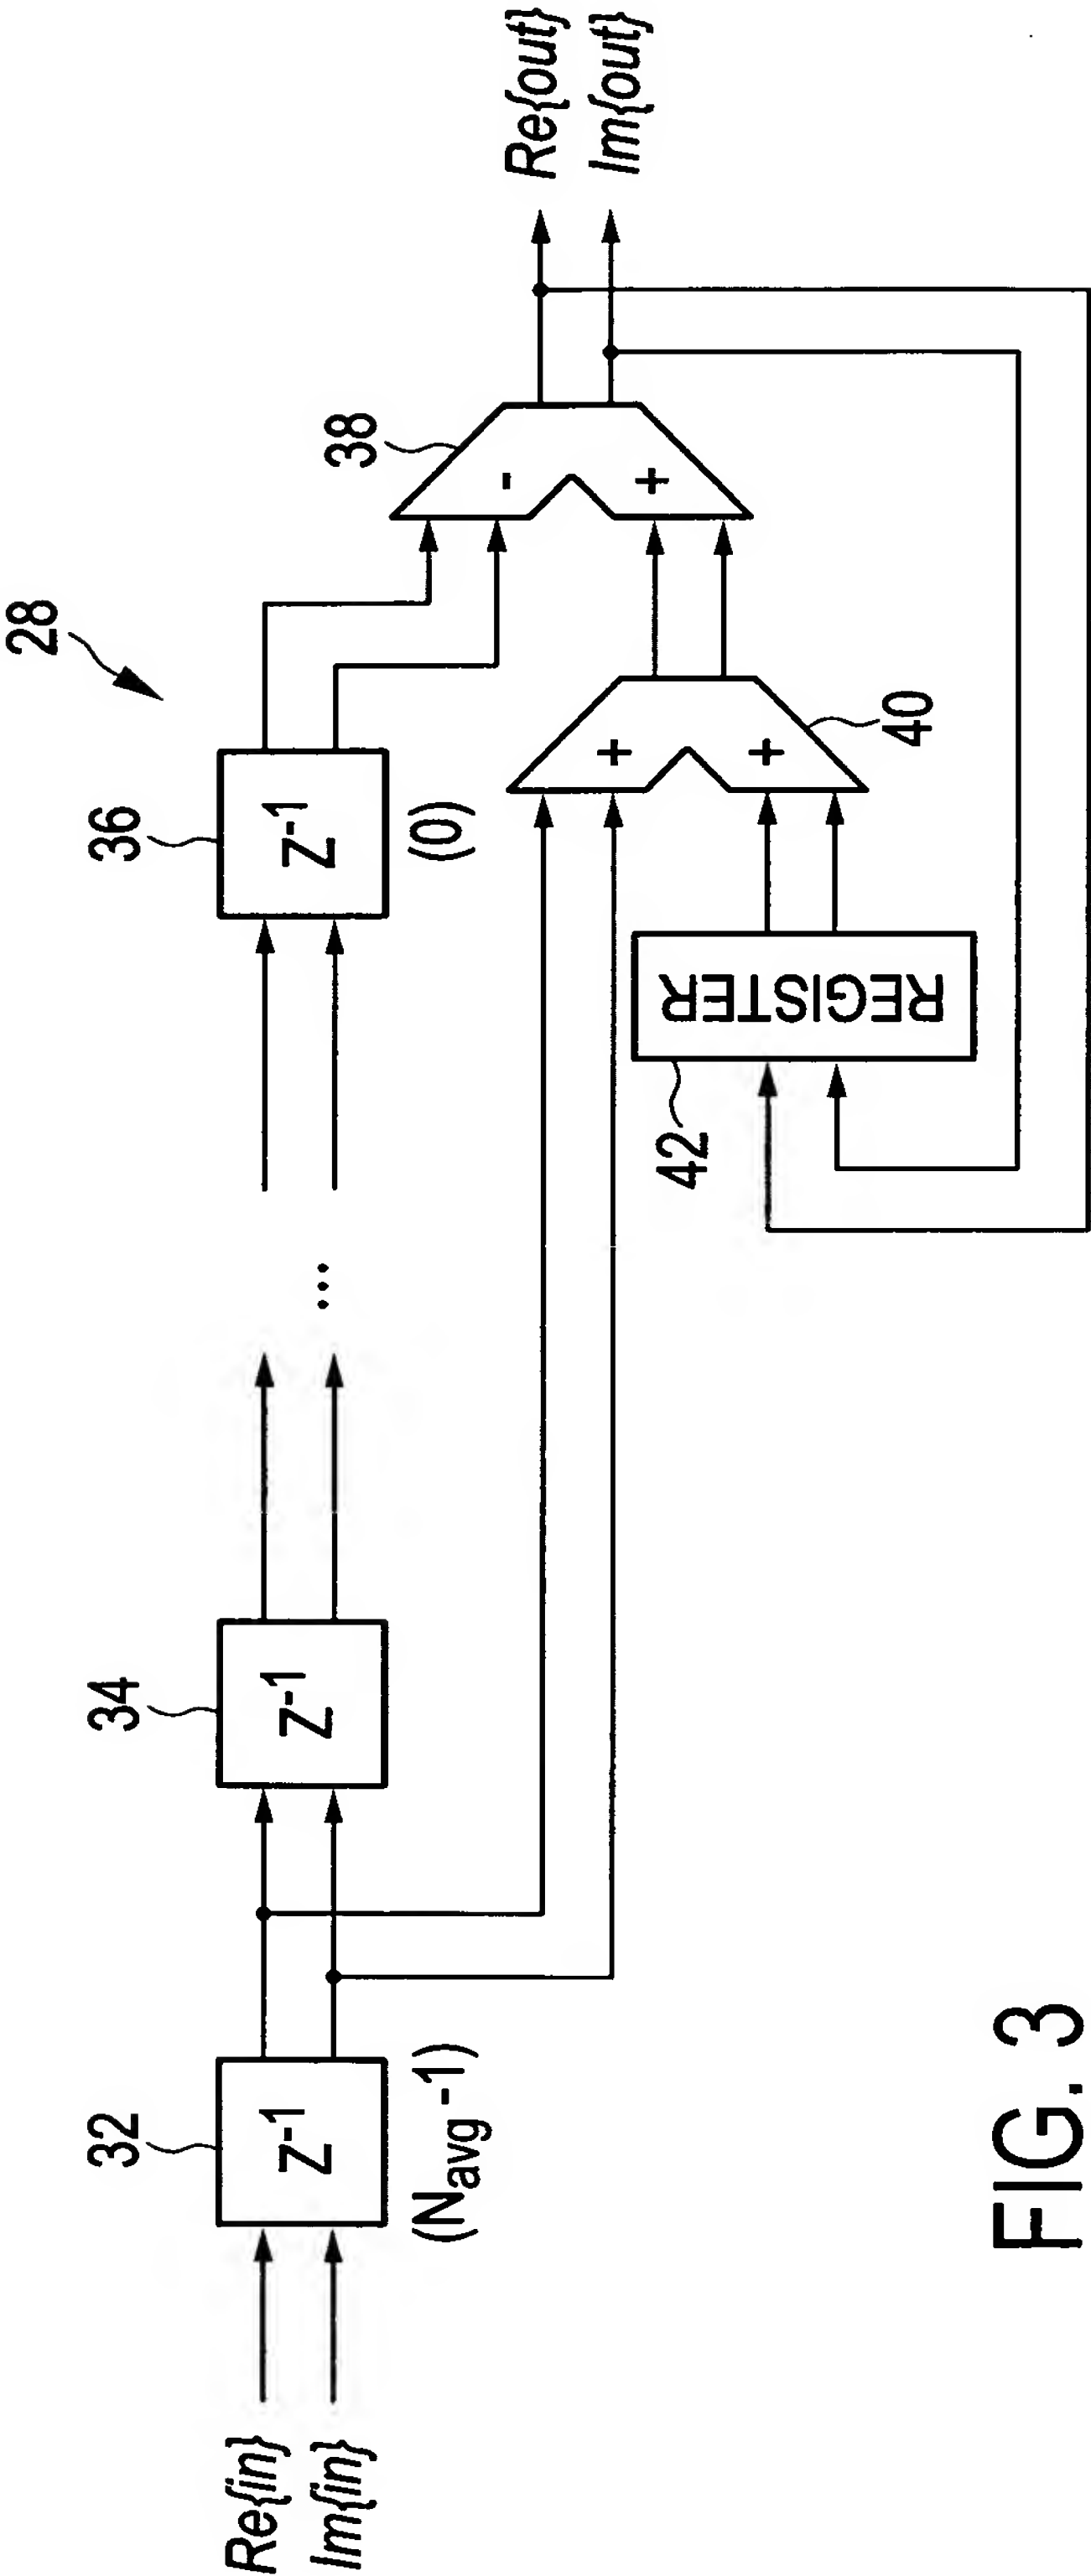 28
32
34
36
Re{in}
Im{in}
z⁻¹
z⁻¹
...
z⁻¹
(Navg -1)
(0)
38
-
+
Re{out}
Im{out}
+
+
40
42
REGISTER
FIG. 3